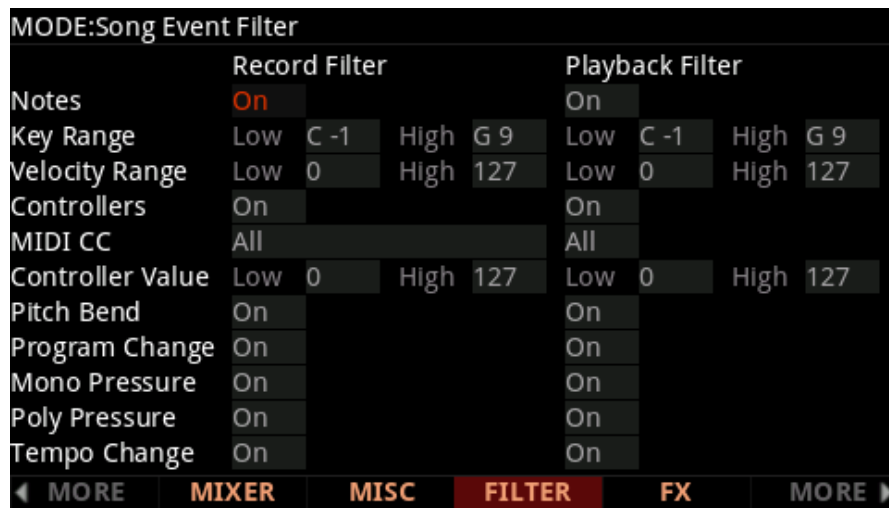 MODE:Song Event Filter
Record Filter Playback Filter
Notes On On
Key Range Low C -1 High G 9 Low C -1 High G 9
Velocity Range Low 0 High 127 Low 0 High 127
Controllers On On
MIDI CC All All
Controller Value Low 0 High 127 Low 0 High 127
Pitch Bend On On
Program Change On On
Mono Pressure On On
Poly Pressure On On
Tempo Change On On
MORE MIXER MISC FILTER FX MORE